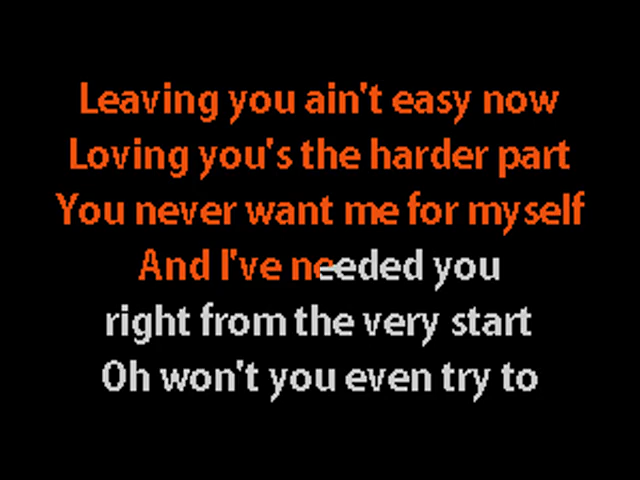 Leaving you ain't easy now
Loving you's the harder part
You never want me for myself
And I've needed you
right from the very start
Oh won't you even try to